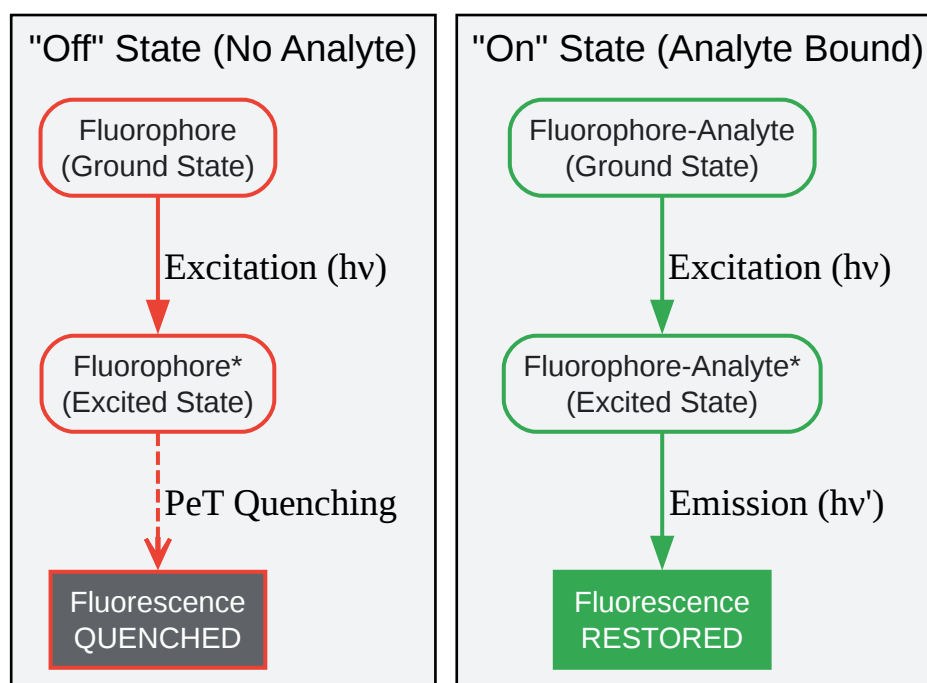 "Off" State (No Analyte)
Fluorophore
(Ground State)
Excitation (hν)
Fluorophore*
(Excited State)
PeT Quenching
Fluorescence
QUENCHED
"On" State (Analyte Bound)
Fluorophore-Analyte
(Ground State)
Excitation (hν)
Fluorophore-Analyte*
(Excited State)
Emission (hν')
Fluorescence
RESTORED